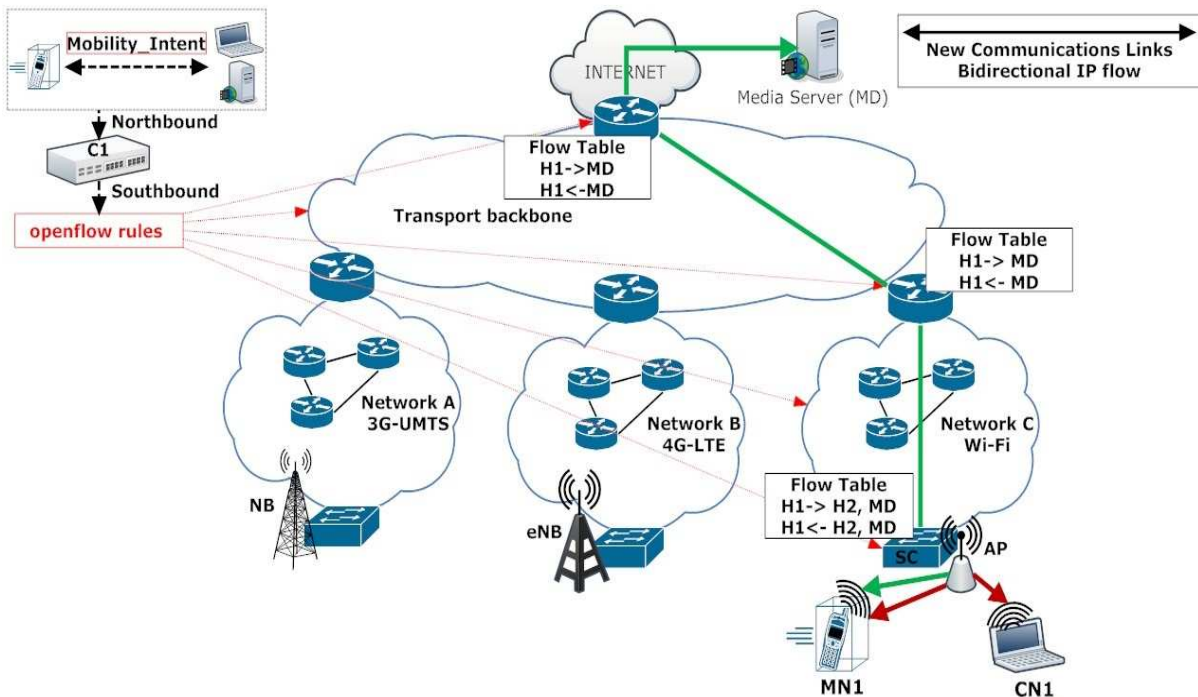 Mobility_Intent
Northbound
C1
Southbound
openflow rules
INTERNET
Media Server (MD)
New Communications Links
Bidirectional IP flow
Flow Table
H1->MD
H1<-MD
Transport backbone
Flow Table
H1-> MD
H1<- MD
Network A
3G-UMTS
Network B
4G-LTE
Network C
Wi-Fi
Flow Table
H1-> H2, MD
H1<- H2, MD
NB
eNB
SC
AP
MN1
CN1